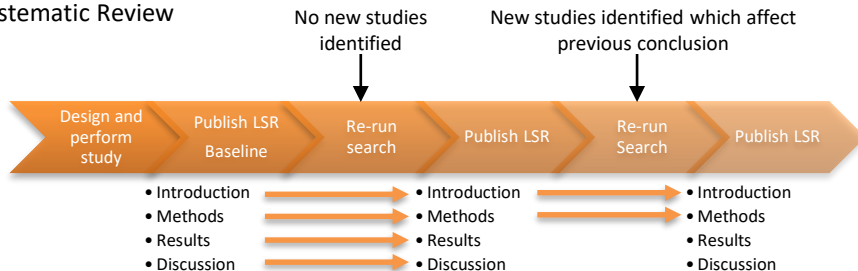 stematic Review
No new studies
identified
New studies identified which affect
previous conclusion
Design and
perform
study
Publish LSR
Baseline
Re-run
search
Publish LSR
Re-run
Search
Publish LSR
• Introduction
• Methods
• Results
• Discussion
• Introduction
• Methods
• Results
• Discussion
• Introduction
• Methods
• Results
• Discussion